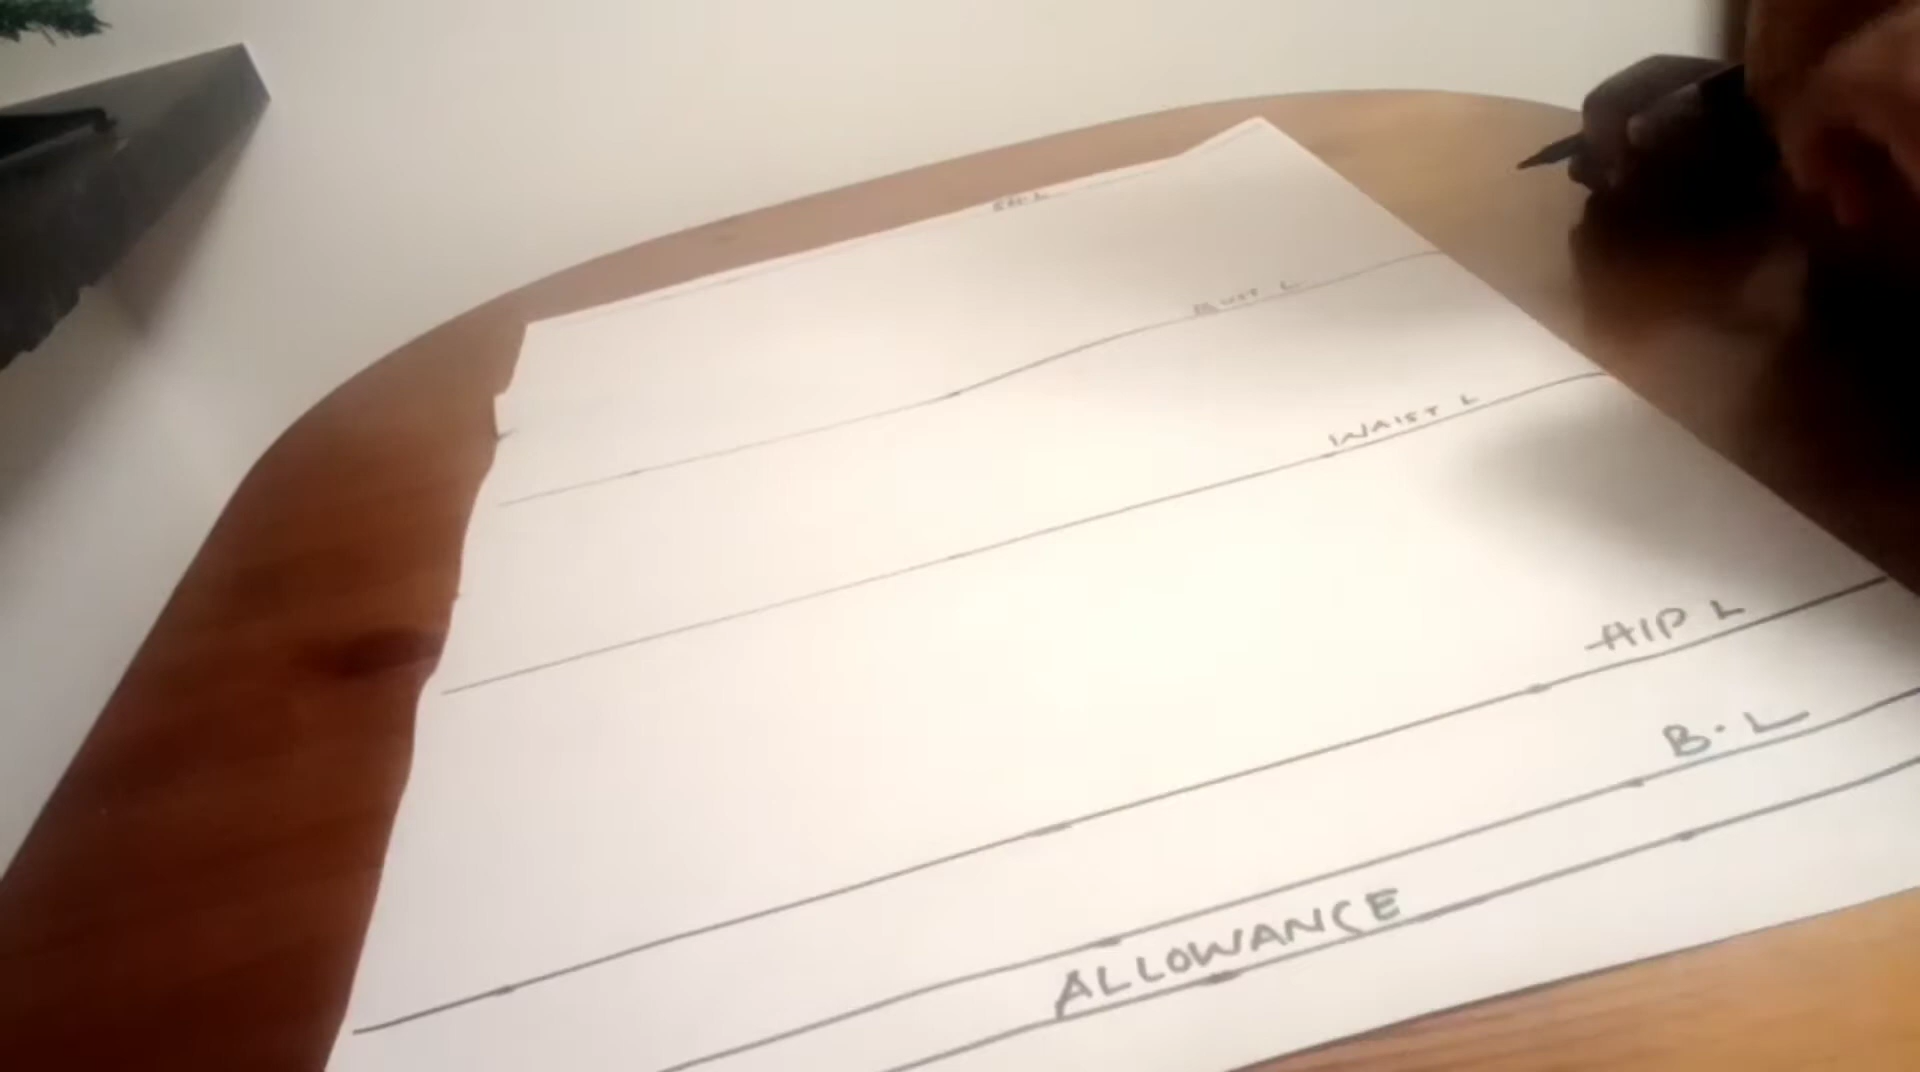 BUST L
WAIST L
HIP L
B. L
ALLOWANCE